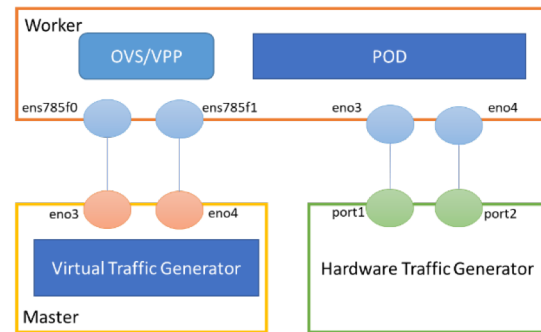 Worker
OVS/VPP
POD
ens785f0
ens785f1
eno3
eno4
eno3
eno4
port1
port2
Virtual Traffic Generator
Hardware Traffic Generator
Master